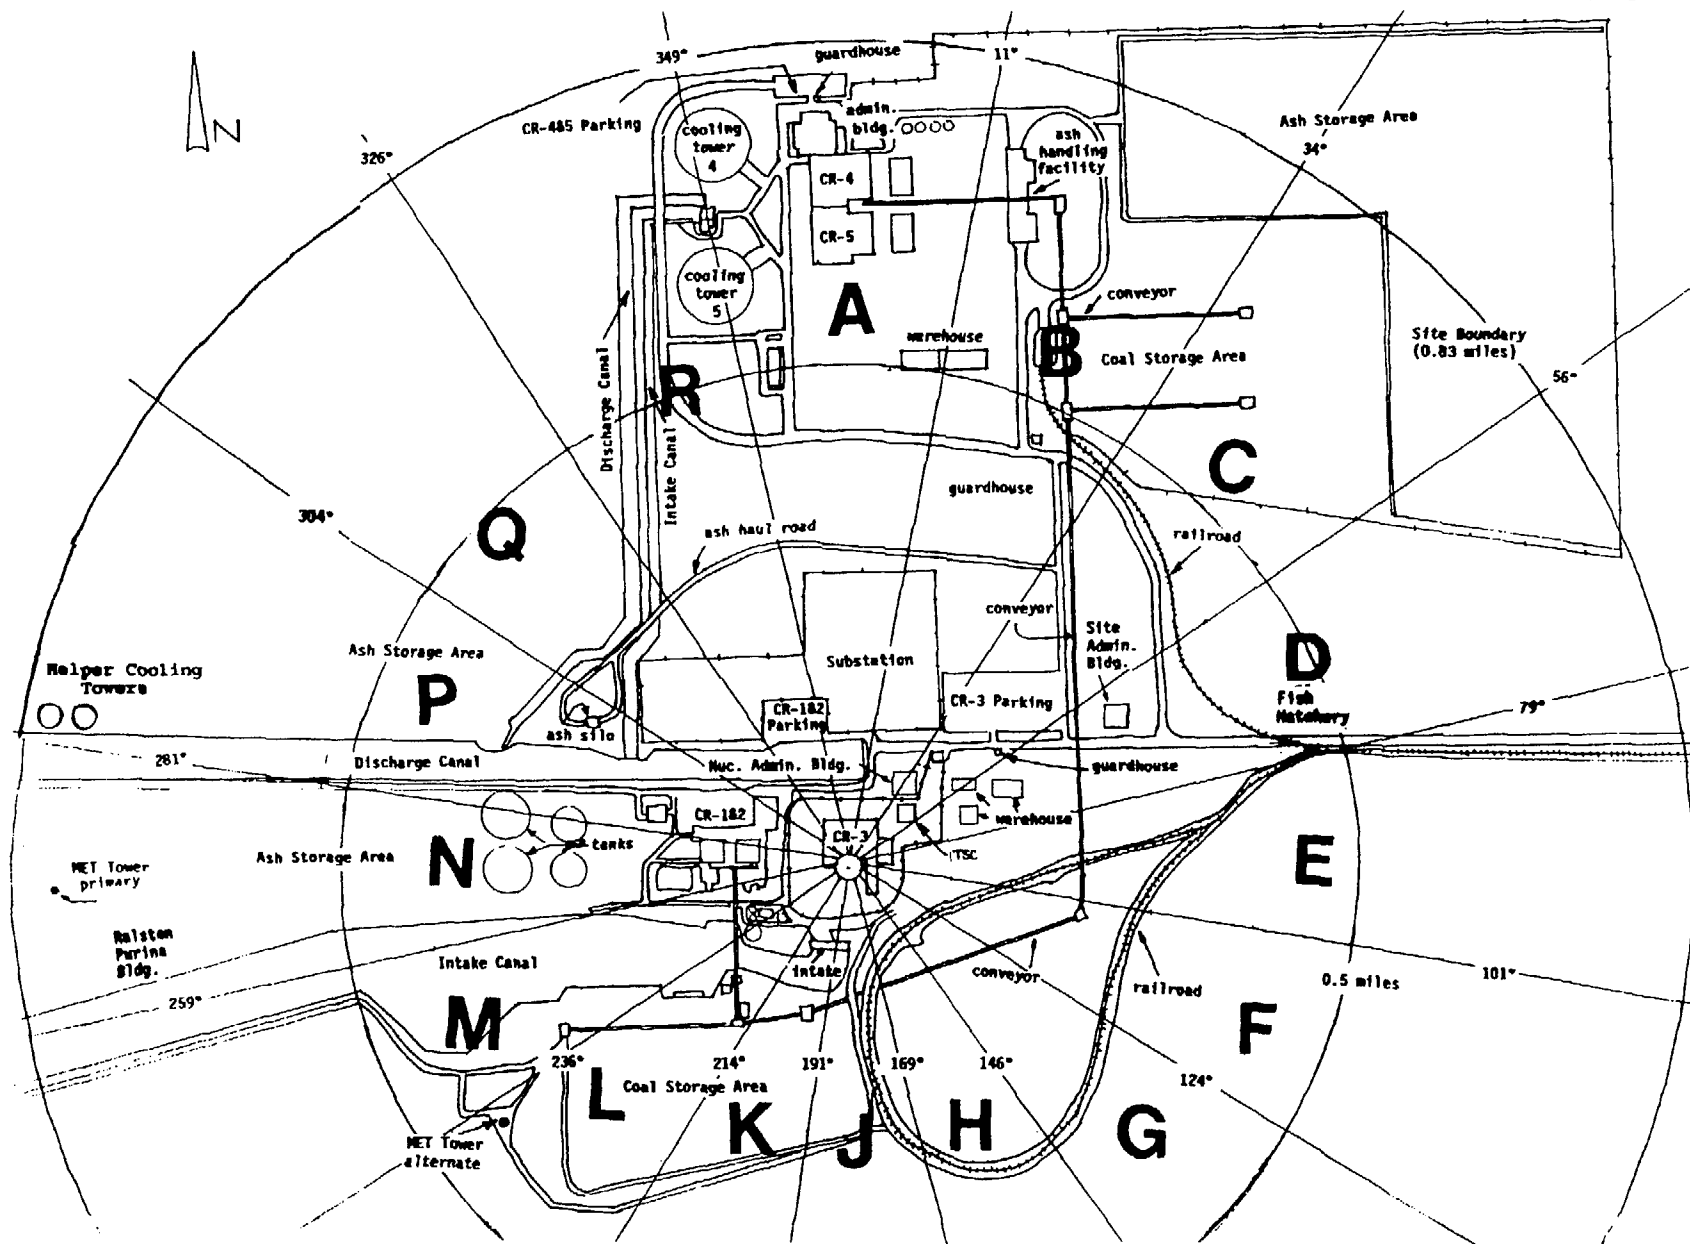 349°
guardhouse
11°
N
CR-4&5 Parking
326°
cooling
tower
4
admin.
bldg.
ash
handling
facility
Ash Storage Area
34°
CR-4
CR-5
cooling
tower
5
A
conveyor
B
warehouse
Coal Storage Area
Site Boundary
(0.83 miles)
56°
R
Discharge Canal
Intake Canal
C
guardhouse
304°
Q
ash haul road
railroad
conveyor
Site
Admin.
Bldg.
Ash Storage Area
Helper Cooling
Towers
P
Substation
D
Fish
Hatchery
CR-1&2
Parking
CR-3 Parking
79°
ash silo
281°
Discharge Canal
Nuc. Admin. Bldg.
guardhouse
CR-1&2
CR-3
warehouse
TSC
tanks
N
Ash Storage Area
MET Tower
primary
E
Ralston
Purina
Bldg.
Intake Canal
intake
conveyor
railroad
0.5 miles
101°
259°
M
F
236°
214°
191°
169°
146°
124°
L
Coal Storage Area
K
J
H
G
MET Tower
alternate